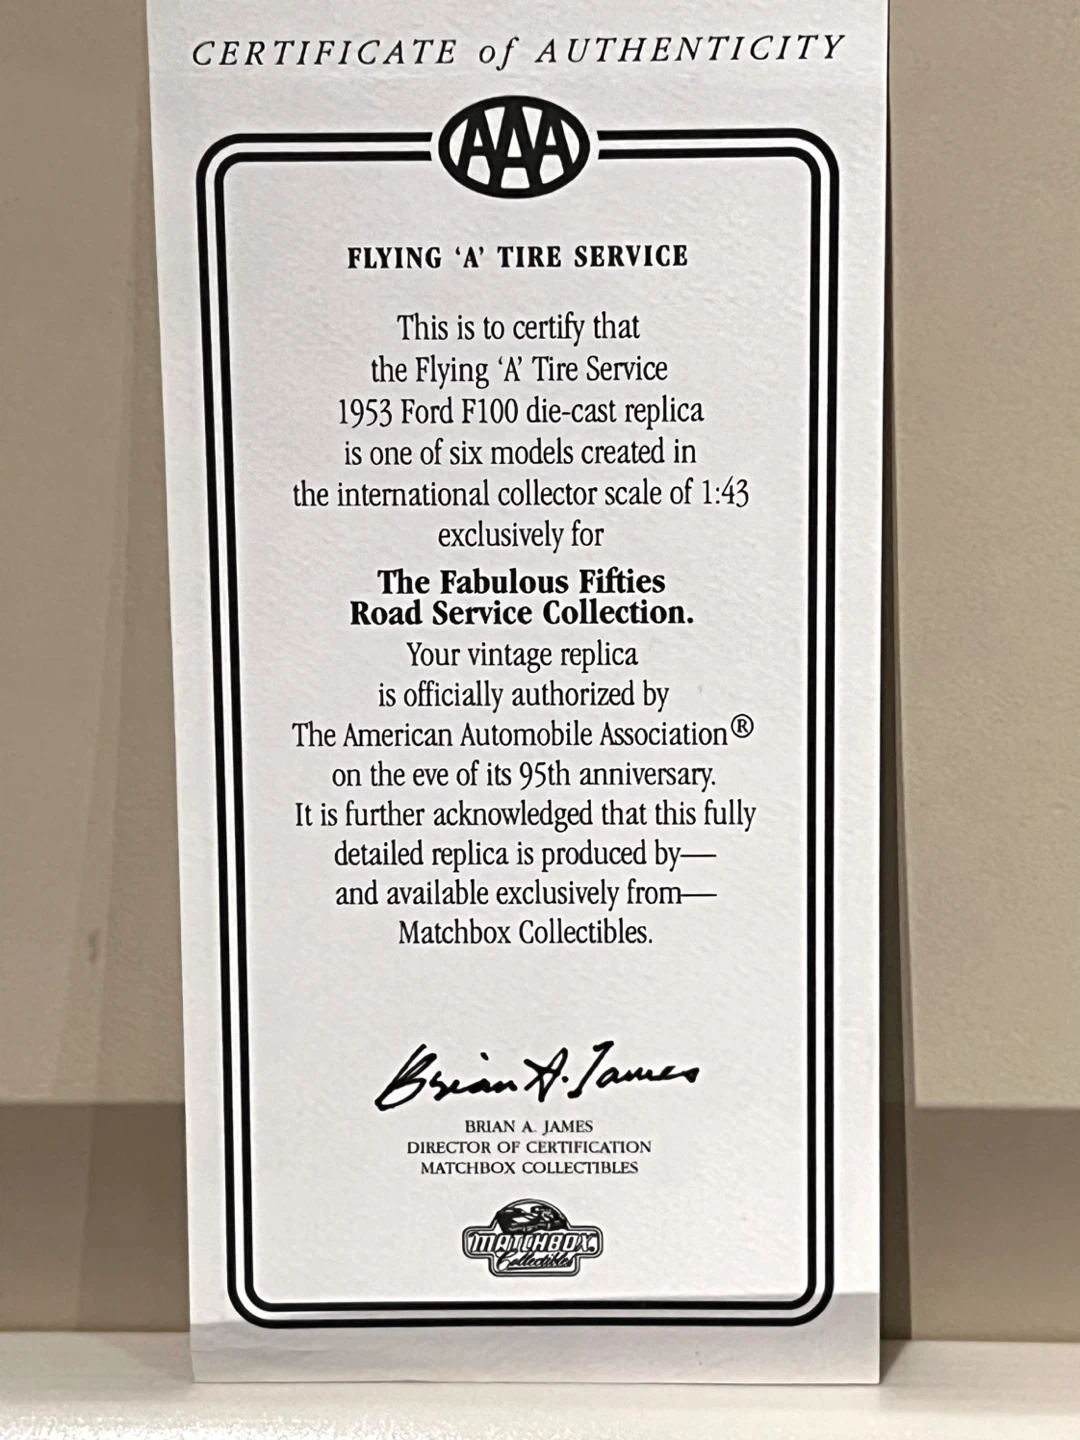 CERTIFICATE of AUTHENTICITY
AAA
FLYING ‘A’ TIRE SERVICE
This is to certify that
the Flying ‘A’ Tire Service
1953 Ford F100 die-cast replica
is one of six models created in
the international collector scale of 1:43
exclusively for
The Fabulous Fifties
Road Service Collection.
Your vintage replica
is officially authorized by
The American Automobile Association®
on the eve of its 95th anniversary.
It is further acknowledged that this fully
detailed replica is produced by—
and available exclusively from—
Matchbox Collectibles.
Brian A. James
BRIAN A. JAMES
DIRECTOR OF CERTIFICATION
MATCHBOX COLLECTIBLES
MATCHBOX
Collectibles